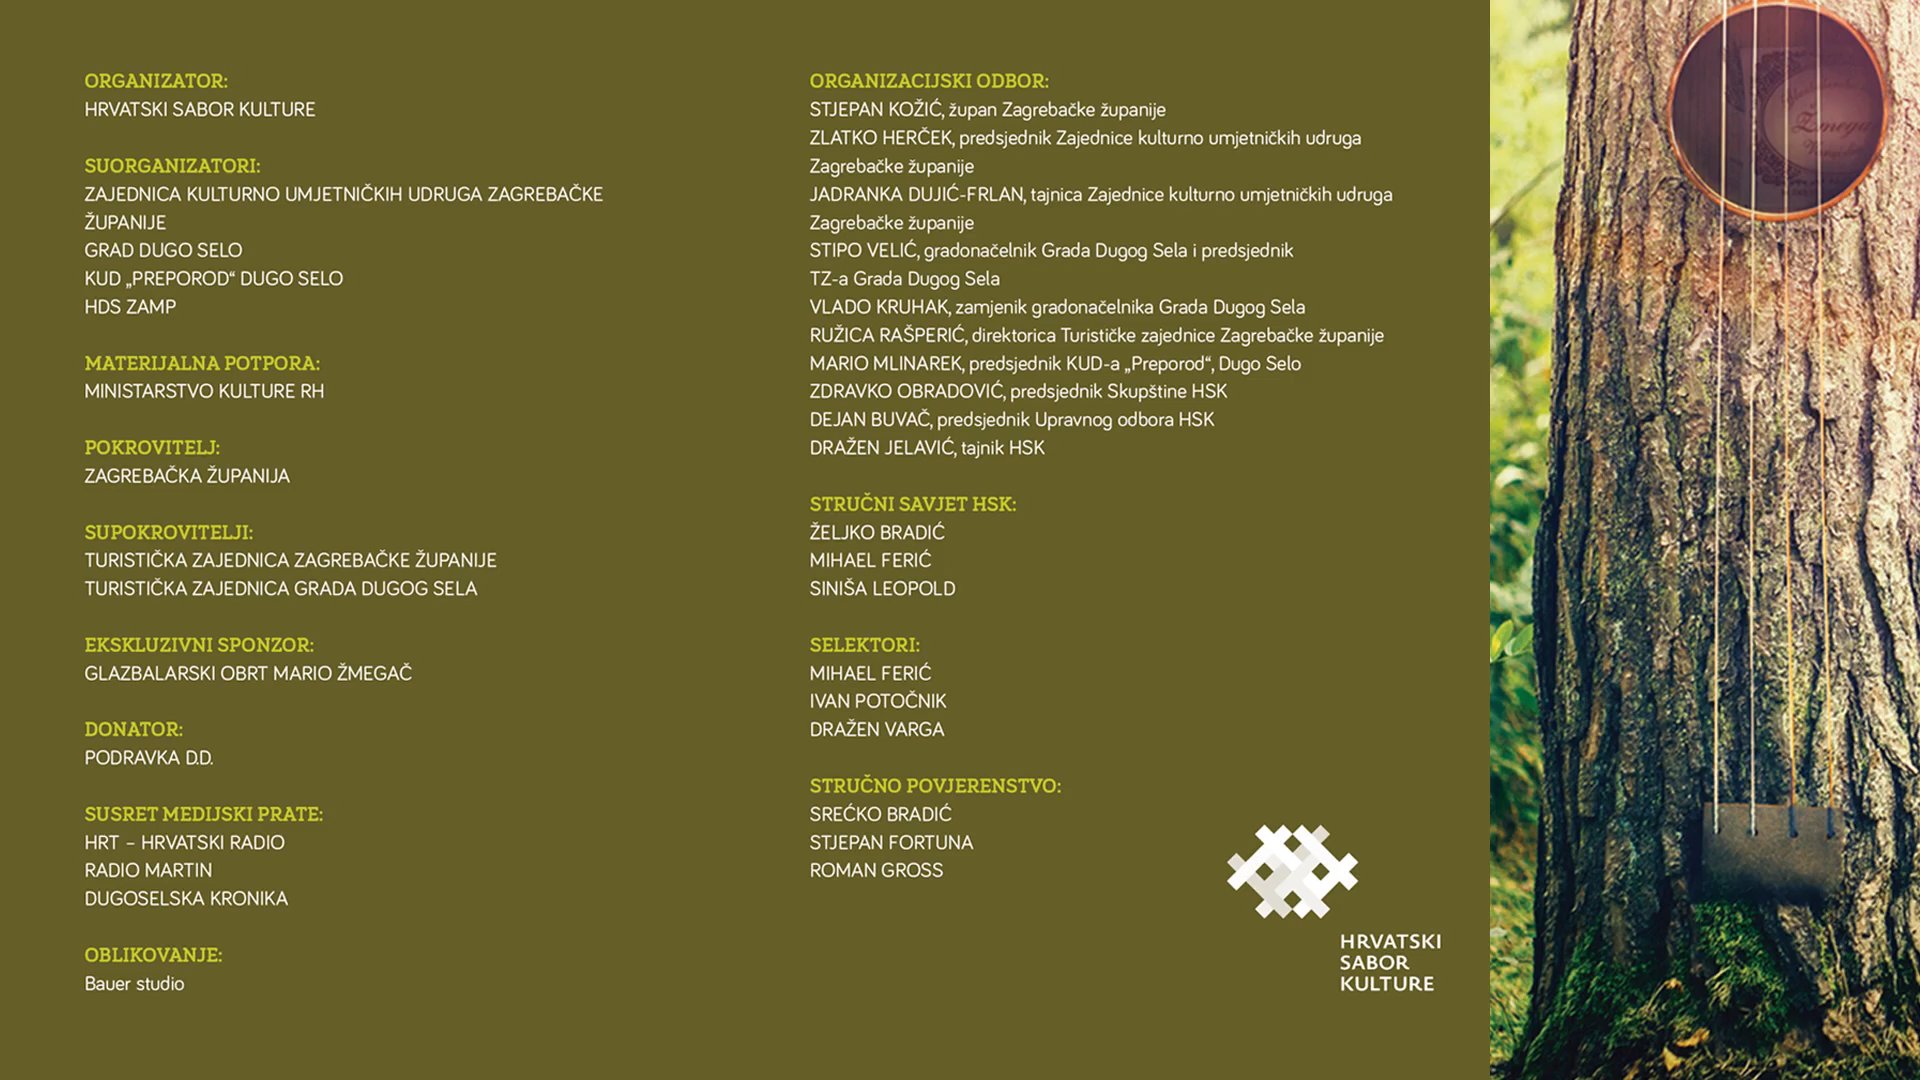 ORGANIZATOR:
HRVATSKI SABOR KULTURE
SUORGANIZATORI:
ZAJEDNICA KULTURNO UMJETNIČKIH UDRUGA ZAGREBAČKE
ŽUPANIJE
GRAD DUGO SELO
KUD „PREPOROD“ DUGO SELO
HDS ZAMP
MATERIJALNA POTPORA:
MINISTARSTVO KULTURE RH
POKROVITELJ:
ZAGREBAČKA ŽUPANIJA
SUPOKROVITELJI:
TURISTIČKA ZAJEDNICA ZAGREBAČKE ŽUPANIJE
TURISTIČKA ZAJEDNICA GRADA DUGOG SELA
EKSKLUZIVNI SPONZOR:
GLAZBALARSKI OBRT MARIO ŽMEGAČ
DONATOR:
PODRAVKA D.D.
SUSRET MEDIJSKI PRATE:
HRT – HRVATSKI RADIO
RADIO MARTIN
DUGOSELSKA KRONIKA
OBLIKOVANJE:
Bauer studio
ORGANIZACIJSKI ODBOR:
STJEPAN KOŽIĆ, župan Zagrebačke županije
ZLATKO HERČEK, predsjednik Zajednice kulturno umjetničkih udruga
Zagrebačke županije
JADRANKA DUJIĆ-FRLAN, tajnica Zajednice kulturno umjetničkih udruga
Zagrebačke županije
STIPO VELIĆ, gradonačelnik Grada Dugog Sela i predsjednik
TZ-a Grada Dugog Sela
VLADO KRUHAK, zamjenik gradonačelnika Grada Dugog Sela
RUŽICA RAŠPERIĆ, direktorica Turističke zajednice Zagrebačke županije
MARIO MLINAREK, predsjednik KUD-a „Preporod“, Dugo Selo
ZDRAVKO OBRADOVIĆ, predsjednik Skupštine HSK
DEJAN BUVAČ, predsjednik Upravnog odbora HSK
DRAŽEN JELAVIĆ, tajnik HSK
STRUČNI SAVJET HSK:
ŽELJKO BRADIĆ
MIHAEL FERIĆ
SINIŠA LEOPOLD
SELEKTORI:
MIHAEL FERIĆ
IVAN POTOČNIK
DRAŽEN VARGA
STRUČNO POVJERENSTVO:
SREĆKO BRADIĆ
STJEPAN FORTUNA
ROMAN GROSS
HRVATSKI
SABOR
KULTURE